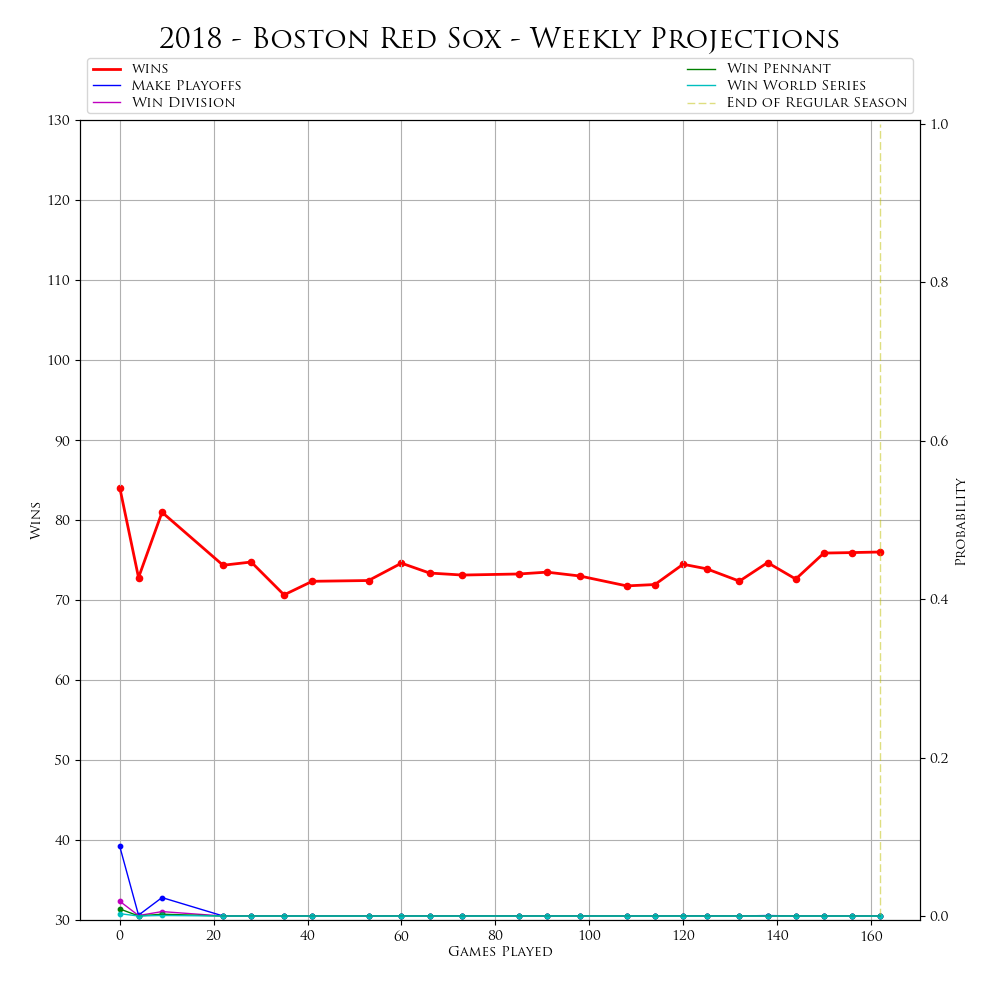 2018 - Boston Red Sox - Weekly Projections
wins
Make Playoffs
Win Division
Win Pennant
Win World Series
End of Regular Season
130
120
110
100
90
80
70
60
50
40
30
Wins
1.0
0.8
0.6
0.4
0.2
0.0
Probability
0 20 40 60 80 100 120 140 160
Games Played